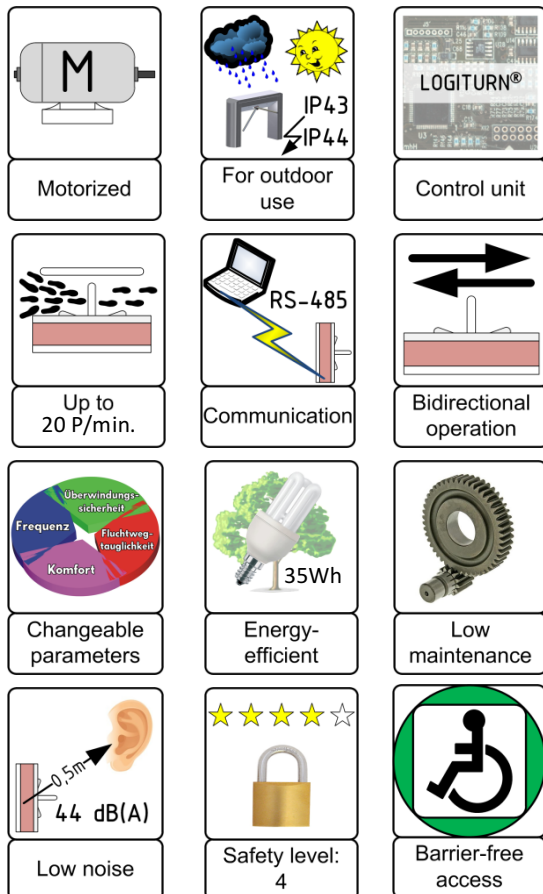 M
Motorized
IP43
IP44
For outdoor
use
LOGITURN®
U3
Control unit
Up to
20 P/min.
RS-485
Communication
Bidirectional
operation
Überwindungs-
sicherheit
Frequenz
Fluchtweg-
tauglichkeit
Komfort
Changeable
parameters
35Wh
Energy-
efficient
Low
maintenance
0,5m
44 dB(A)
Low noise
Safety level:
4
Barrier-free
access